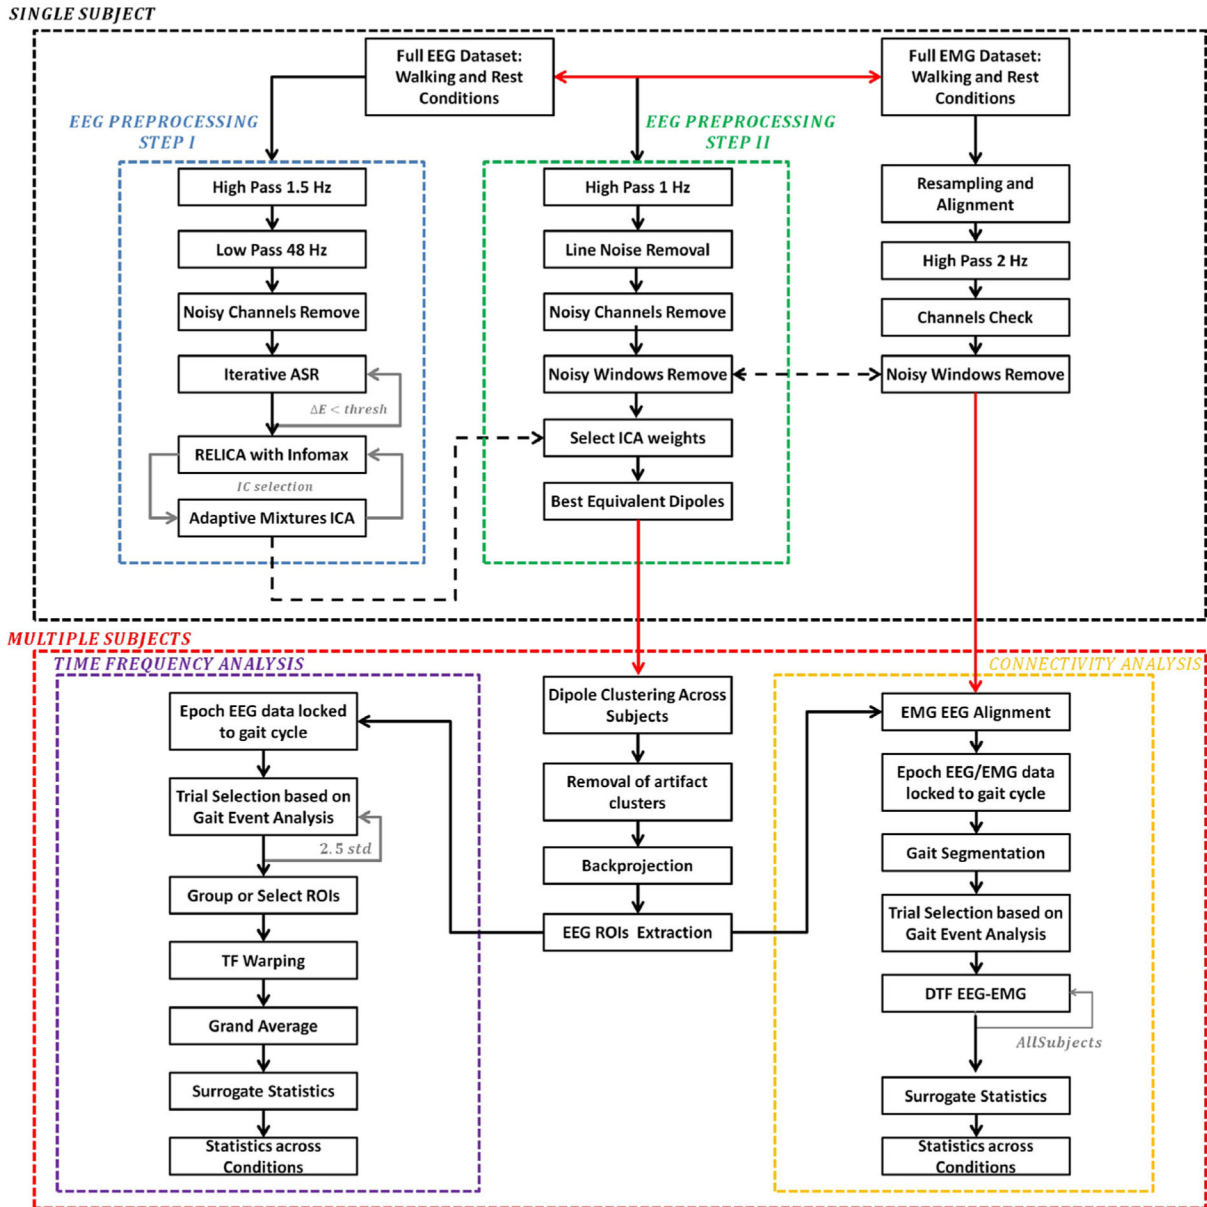 SINGLE SUBJECT
Full EEG Dataset:
Walking and Rest
Conditions
Full EMG Dataset:
Walking and Rest
Conditions
EEG PREPROCESSING
STEP I
High Pass 1.5 Hz
Low Pass 48 Hz
Noisy Channels Remove
Iterative ASR
ΔE < thresh
RELICA with Infomax
IC selection
Adaptive Mixtures ICA
EEG PREPROCESSING
STEP II
High Pass 1 Hz
Line Noise Removal
Noisy Channels Remove
Noisy Windows Remove
Select ICA weights
Best Equivalent Dipoles
Resampling and
Alignment
High Pass 2 Hz
Channels Check
Noisy Windows Remove
MULTIPLE SUBJECTS
TIME FREQUENCY ANALYSIS
Epoch EEG data locked
to gait cycle
Trial Selection based on
Gait Event Analysis
2.5 std
Group or Select ROIs
TF Warping
Grand Average
Surrogate Statistics
Statistics across
Conditions
Dipole Clustering Across
Subjects
Removal of artifact
clusters
Backprojection
EEG ROIs Extraction
CONNECTIVITY ANALYSIS
EMG EEG Alignment
Epoch EEG/EMG data
locked to gait cycle
Gait Segmentation
Trial Selection based on
Gait Event Analysis
DTF EEG-EMG
AllSubjects
Surrogate Statistics
Statistics across
Conditions